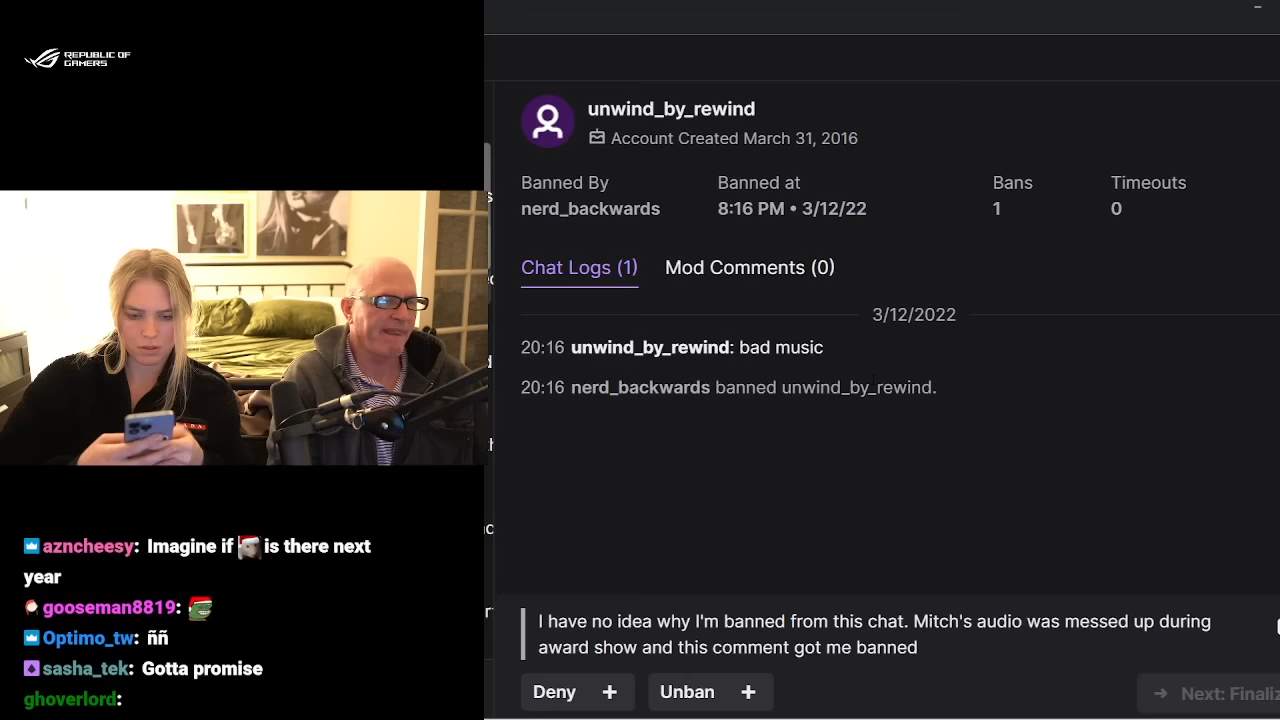 REPUBLIC OF
GAMERS
unwind_by_rewind
Account Created March 31, 2016
Banned By
Banned at
Bans
Timeouts
nerd_backwards
8:16 PM • 3/12/22
1
0
Chat Logs (1)
Mod Comments (0)
3/12/2022
20:16 unwind_by_rewind: bad music
20:16 nerd_backwards banned unwind_by_rewind.
azncheesy: Imagine if is there next
year
gooseman8819:
Optimo_tw: ññ
sasha_tek: Gotta promise
ghoverlord:
I have no idea why I'm banned from this chat. Mitch's audio was messed up during
award show and this comment got me banned
Deny +
Unban +
→ Next: Finaliz